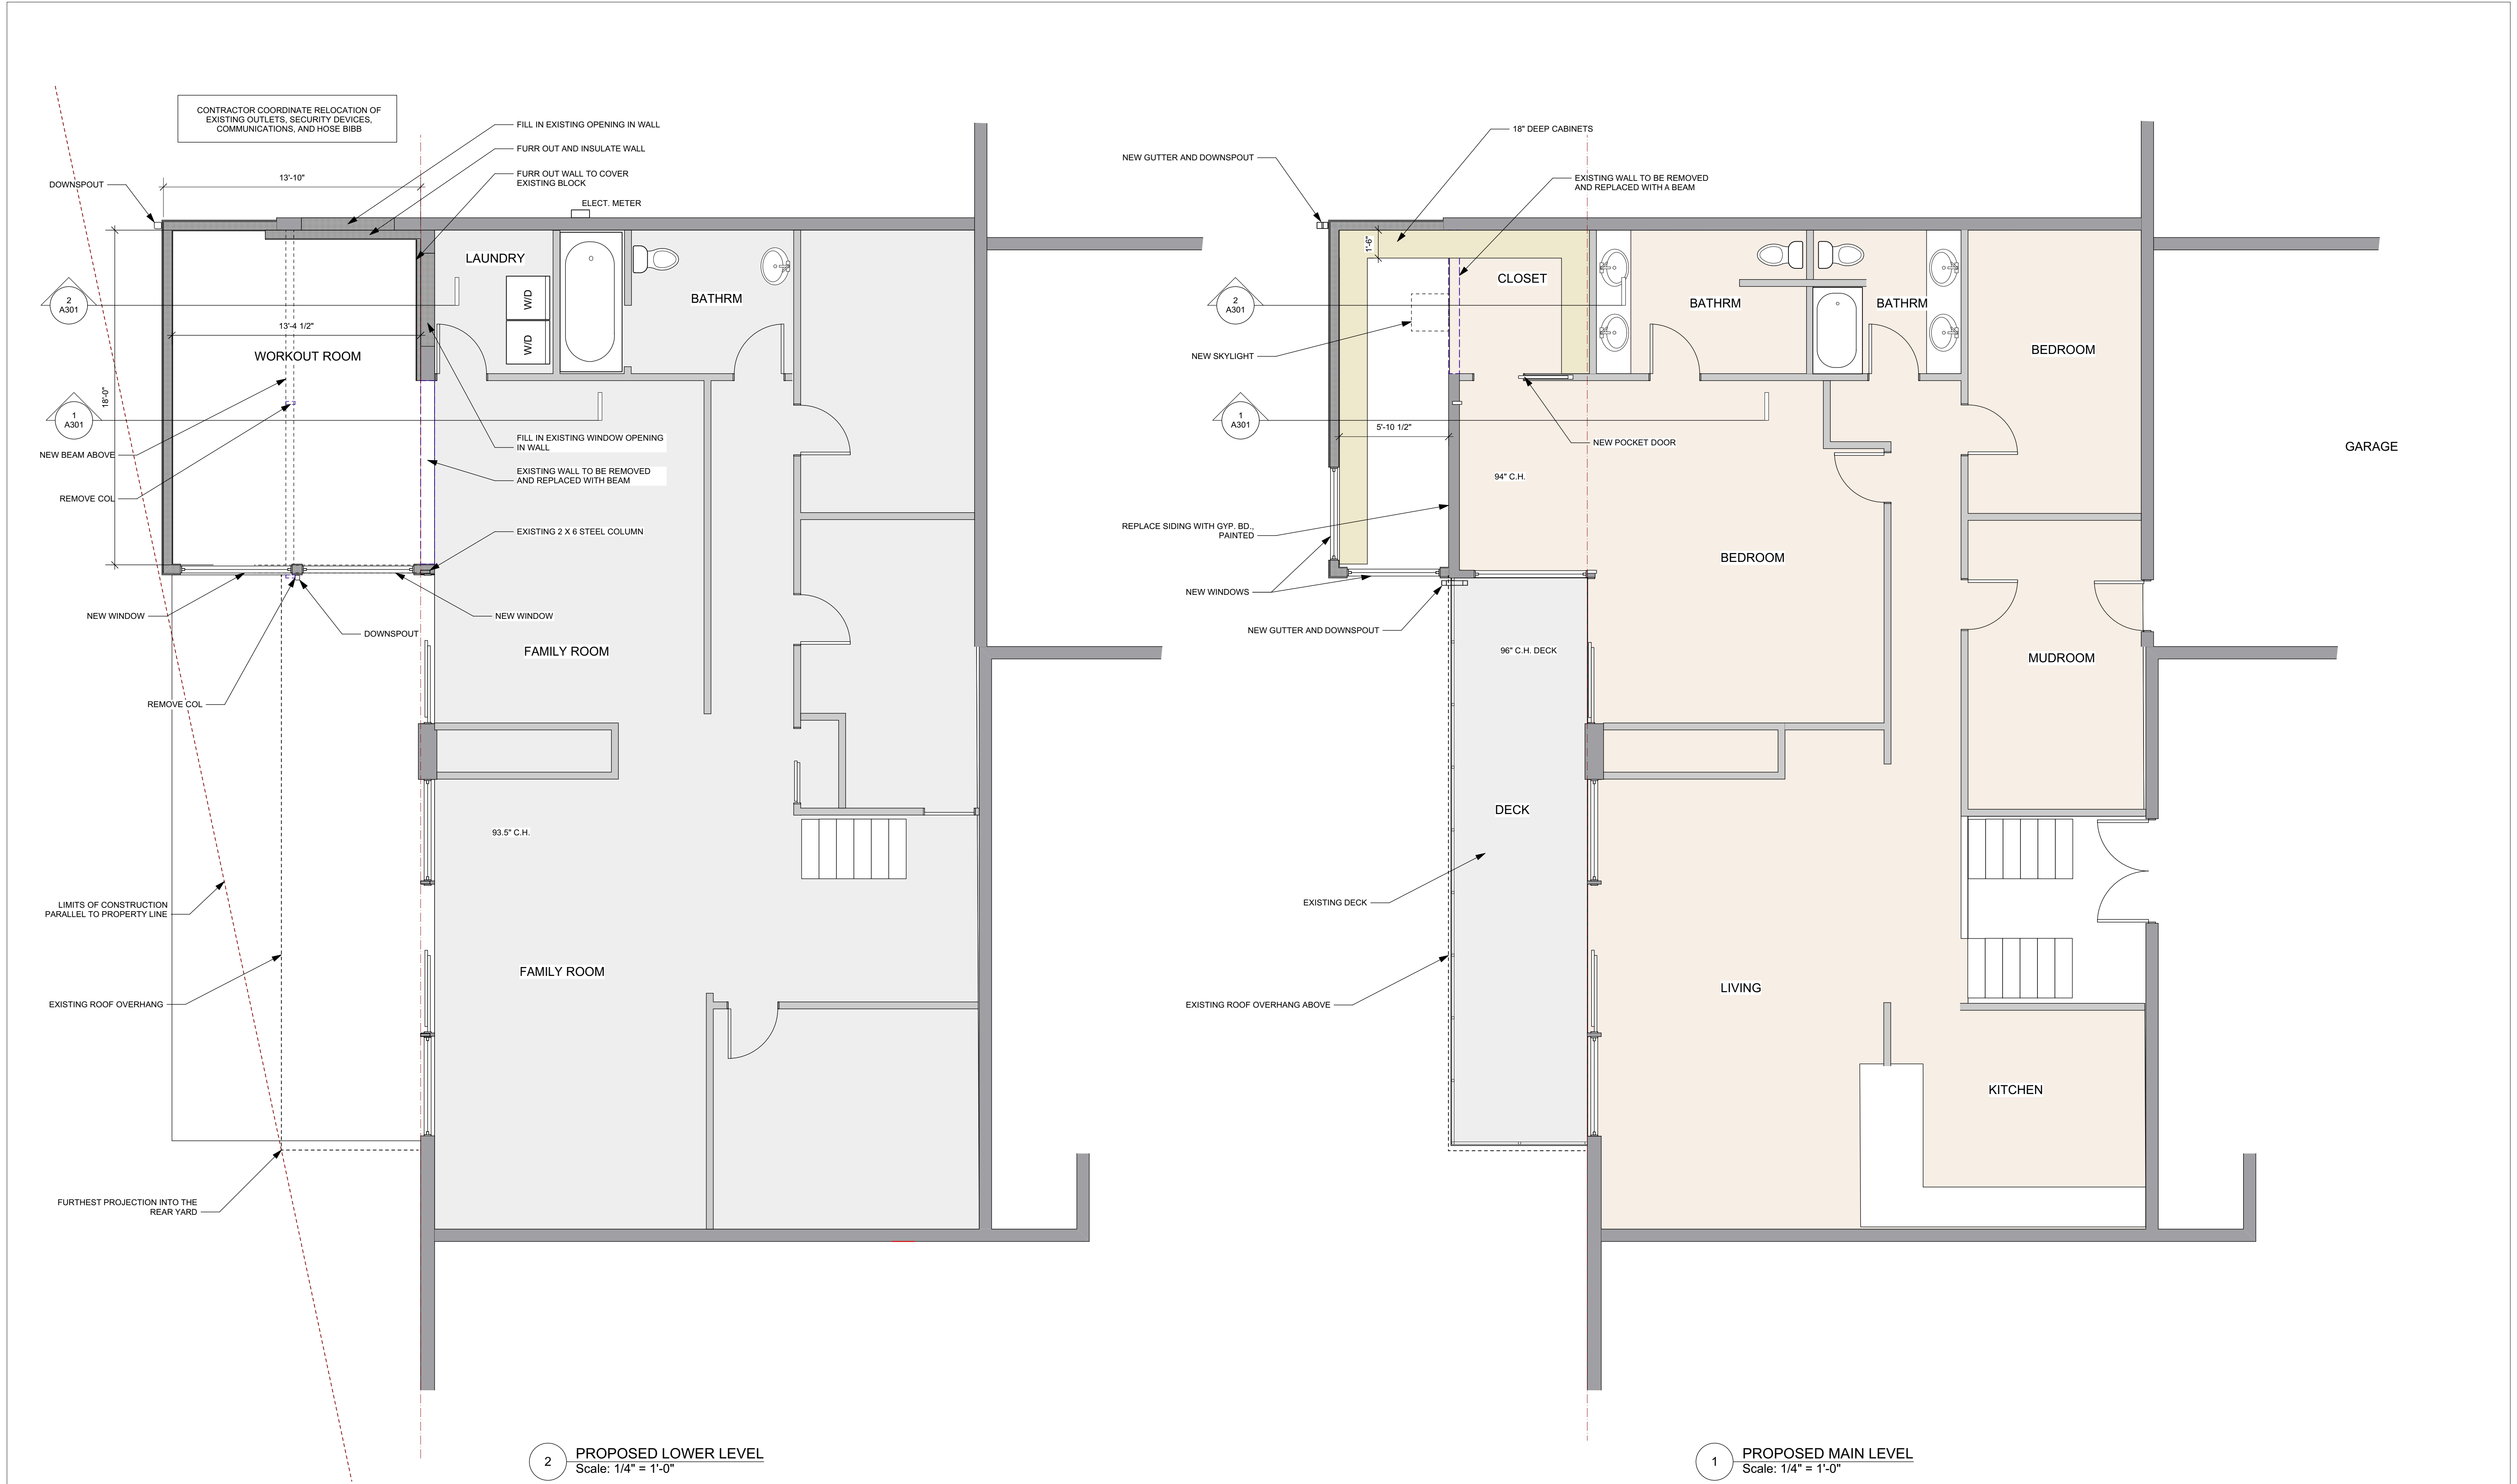 CONTRACTOR COORDINATE RELOCATION OF
EXISTING OUTLETS, SECURITY DEVICES,
COMMUNICATIONS, AND HOSE BIBB
FILL IN EXISTING OPENING IN WALL
FURR OUT AND INSULATE WALL
FURR OUT WALL TO COVER
EXISTING BLOCK
DOWNSPOUT
13'-10"
ELECT. METER
LAUNDRY
W/D
W/D
BATHRM
2
A301
13'-4 1/2"
WORKOUT ROOM
18'-0"
1
A301
NEW BEAM ABOVE
REMOVE COL
FILL IN EXISTING WINDOW OPENING
IN WALL
EXISTING WALL TO BE REMOVED
AND REPLACED WITH BEAM
EXISTING 2 X 6 STEEL COLUMN
NEW WINDOW
NEW WINDOW
DOWNSPOUT
FAMILY ROOM
REMOVE COL
93.5" C.H.
LIMITS OF CONSTRUCTION
PARALLEL TO PROPERTY LINE
FAMILY ROOM
EXISTING ROOF OVERHANG
FURTHEST PROJECTION INTO THE
REAR YARD
2
PROPOSED LOWER LEVEL
Scale: 1/4" = 1'-0"
18" DEEP CABINETS
NEW GUTTER AND DOWNSPOUT
EXISTING WALL TO BE REMOVED
AND REPLACED WITH A BEAM
1'-6"
CLOSET
2
A301
BATHRM
BATHRM
NEW SKYLIGHT
BEDROOM
1
A301
5'-10 1/2"
NEW POCKET DOOR
GARAGE
94" C.H.
REPLACE SIDING WITH GYP. BD.,
PAINTED
BEDROOM
NEW WINDOWS
NEW GUTTER AND DOWNSPOUT
96" C.H. DECK
MUDROOM
DECK
EXISTING DECK
LIVING
EXISTING ROOF OVERHANG ABOVE
KITCHEN
1
PROPOSED MAIN LEVEL
Scale: 1/4" = 1'-0"